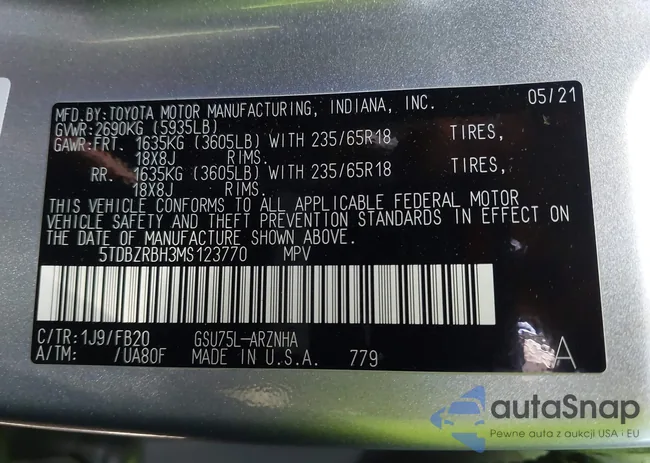 MFD.BY:TOYOTA MOTOR MANUFACTURING, INDIANA, INC. 05/21
GVWR:2690KG (5935LB)
GAWR:FRT. 1635KG (3605LB) WITH 235/65R18 TIRES,
18X8J RIMS.
RR. 1635KG (3605LB) WITH 235/65R18 TIRES,
18X8J RIMS.
THIS VEHICLE CONFORMS TO ALL APPLICABLE FEDERAL MOTOR
VEHICLE SAFETY AND THEFT PREVENTION STANDARDS IN EFFECT ON
THE DATE OF MANUFACTURE SHOWN ABOVE.
5TDBZRBH3MS123770 MPV
C/TR:1J9/FB20 GSU75L-ARZNHA
A/TM: /UA80F MADE IN U.S.A. 779 A
autaSnap
Pewne auta z aukcji USA i EU